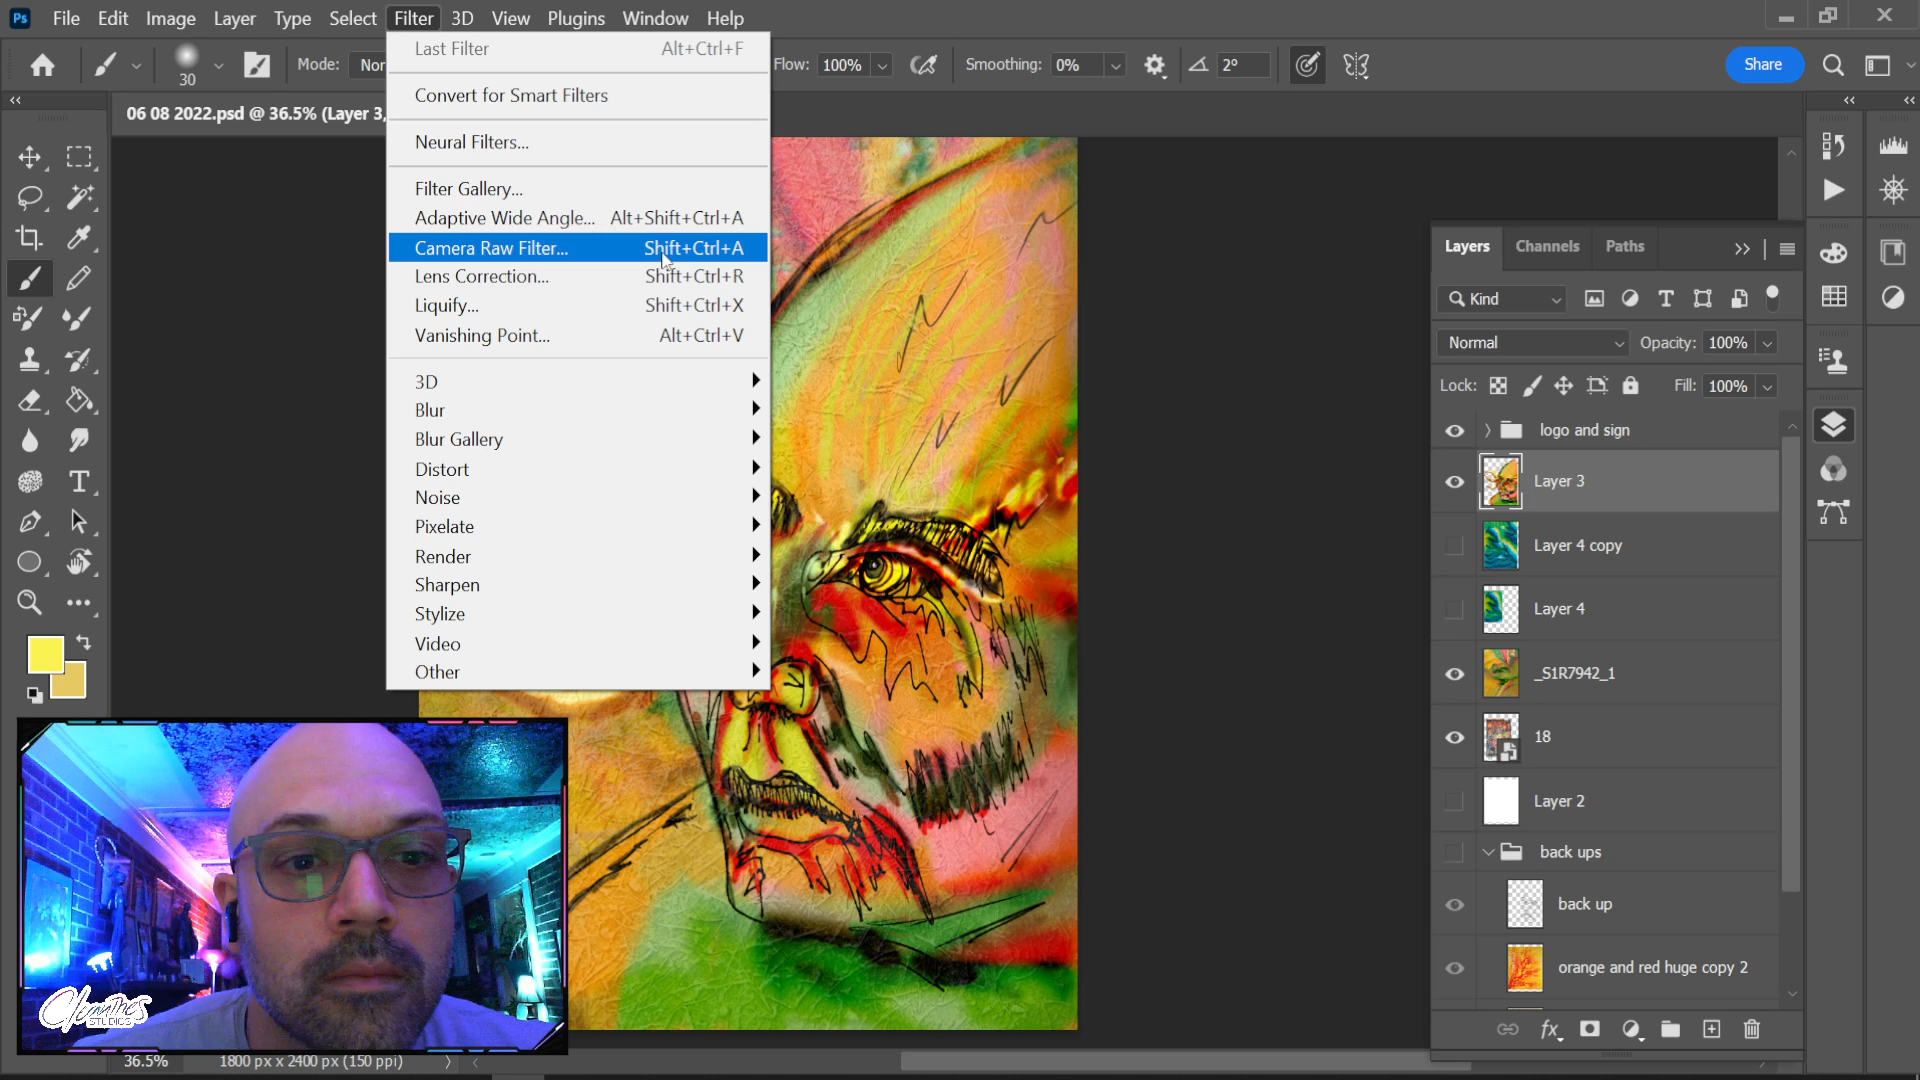 Ps File Edit Image Layer Type Select Filter 3D View Plugins Window Help
30 Mode: Nor Flow: 100% Smoothing: 0% 2° Share
06 08 2022.psd @ 36.5% (Layer 3,
Last Filter Alt+Ctrl+F
Convert for Smart Filters
Neural Filters...
Filter Gallery...
Adaptive Wide Angle... Alt+Shift+Ctrl+A
Camera Raw Filter... Shift+Ctrl+A
Lens Correction... Shift+Ctrl+R
Liquify... Shift+Ctrl+X
Vanishing Point... Alt+Ctrl+V
3D
Blur
Blur Gallery
Distort
Noise
Pixelate
Render
Sharpen
Stylize
Video
Other
Layers Channels Paths
Kind
Normal Opacity: 100%
Lock: Fill: 100%
logo and sign
Layer 3
Layer 4 copy
Layer 4
_S1R7942_1
18
Layer 2
back ups
back up
orange and red huge copy 2
fx
STUDIOS
36.5% 1800 px x 2400 px (150 ppi)